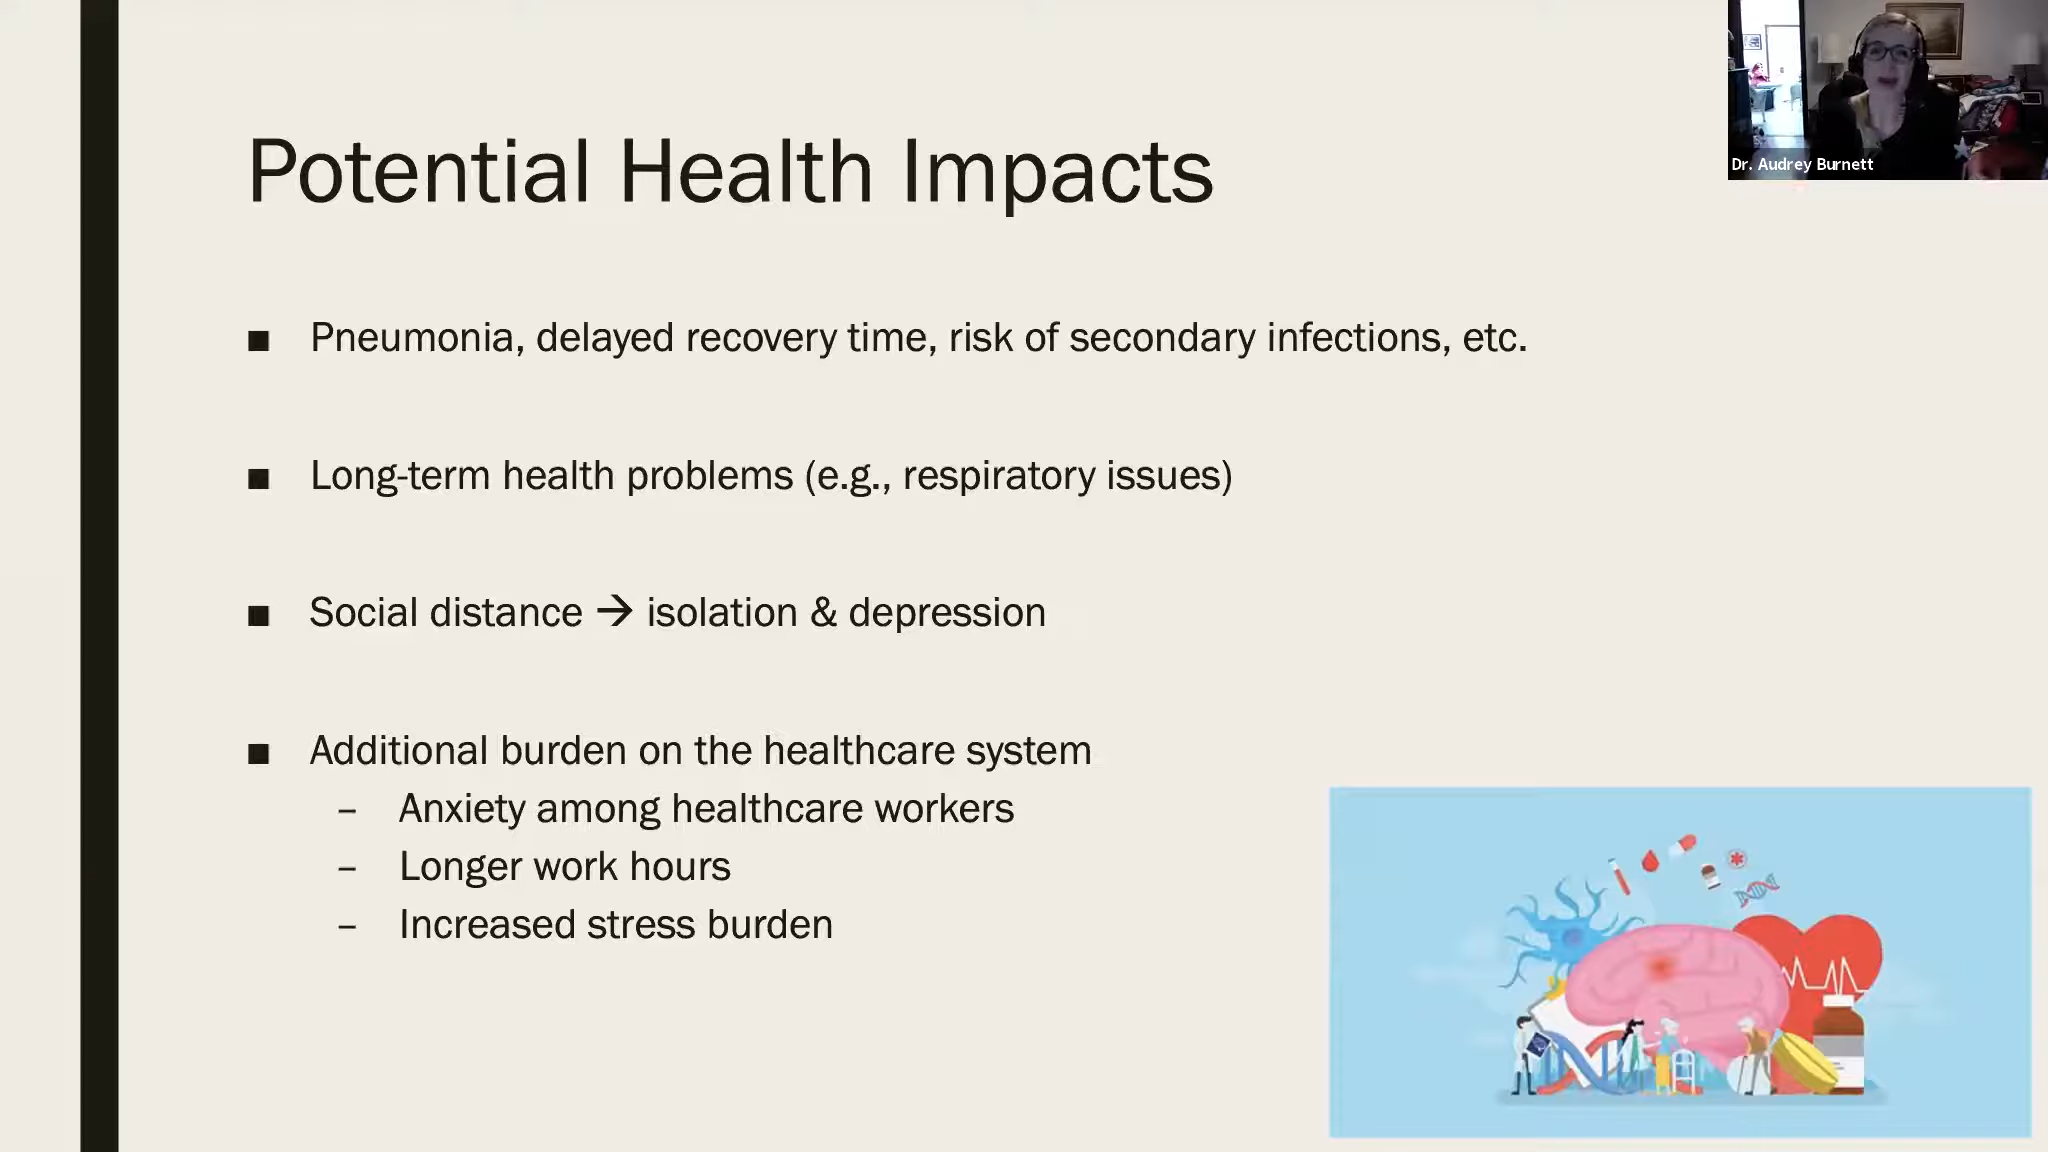 Dr. Audrey Burnett
Potential Health Impacts
■ Pneumonia, delayed recovery time, risk of secondary infections, etc.
■ Long-term health problems (e.g., respiratory issues)
■ Social distance → isolation & depression
■ Additional burden on the healthcare system
– Anxiety among healthcare workers
– Longer work hours
– Increased stress burden